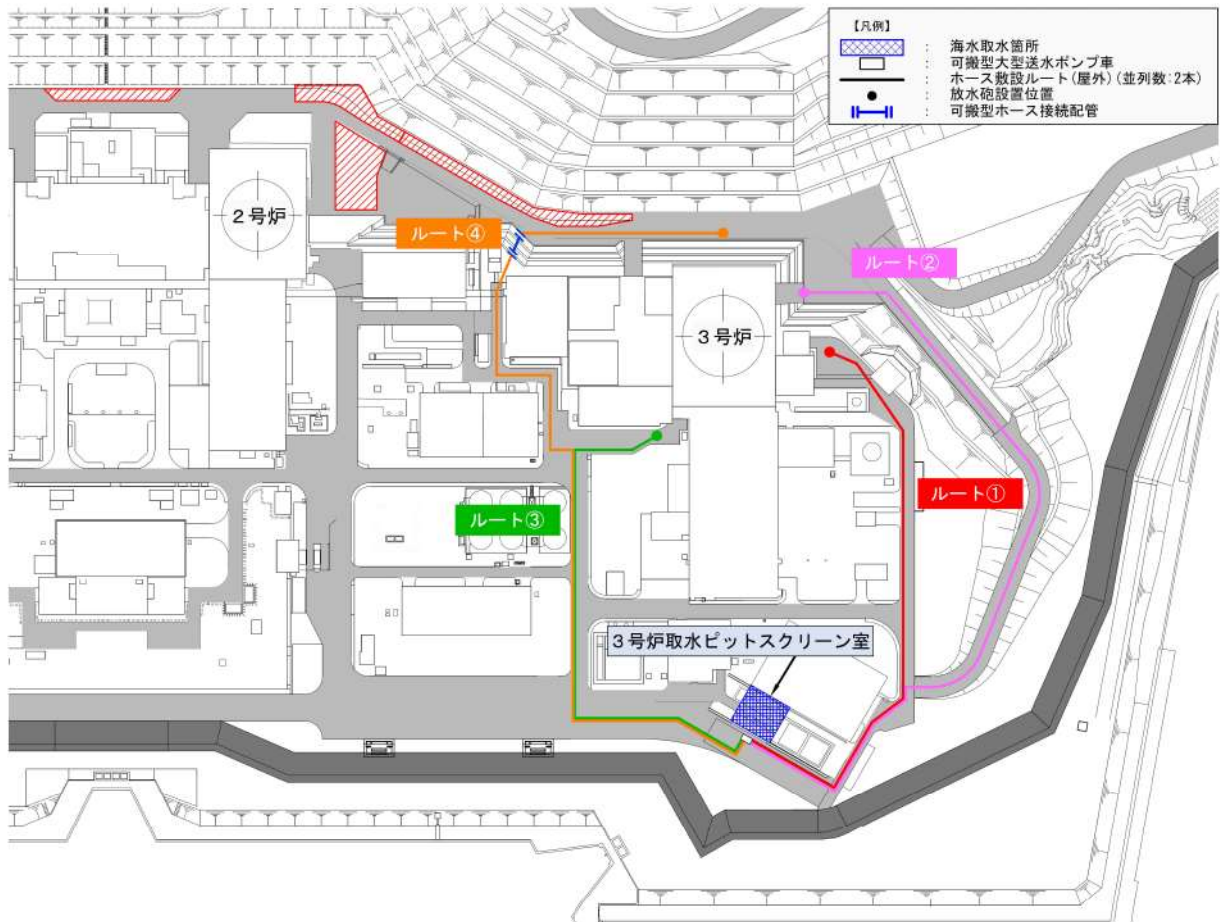 【凡例】
： 海水取水箇所
： 可搬型大型送水ポンプ車
： ホース敷設ルート(屋外)(並列数:2本)
： 放水砲設置位置
： 可搬型ホース接続配管
2号炉
ルート④
ルート②
3号炉
ルート①
ルート③
3号炉取水ピットスクリーン室